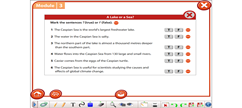 Module 3
A Lake or a Sea?
Mark the sentences T (true) or F (false).
1 The Caspian Sea is the world's largest freshwater lake. T F
2 The water in the Caspian Sea is salty. T F
3 The northern part of the lake is almost a thousand meters deeper
than the southern part. T F
4 Water flows into the Caspian Sea from 130 large and small rivers. T F
5 Caviar comes from the eggs of the Caspian turtle. T F
6 The Caspian Sea is useful for scientists studying the causes and
effects of global climate change. T F